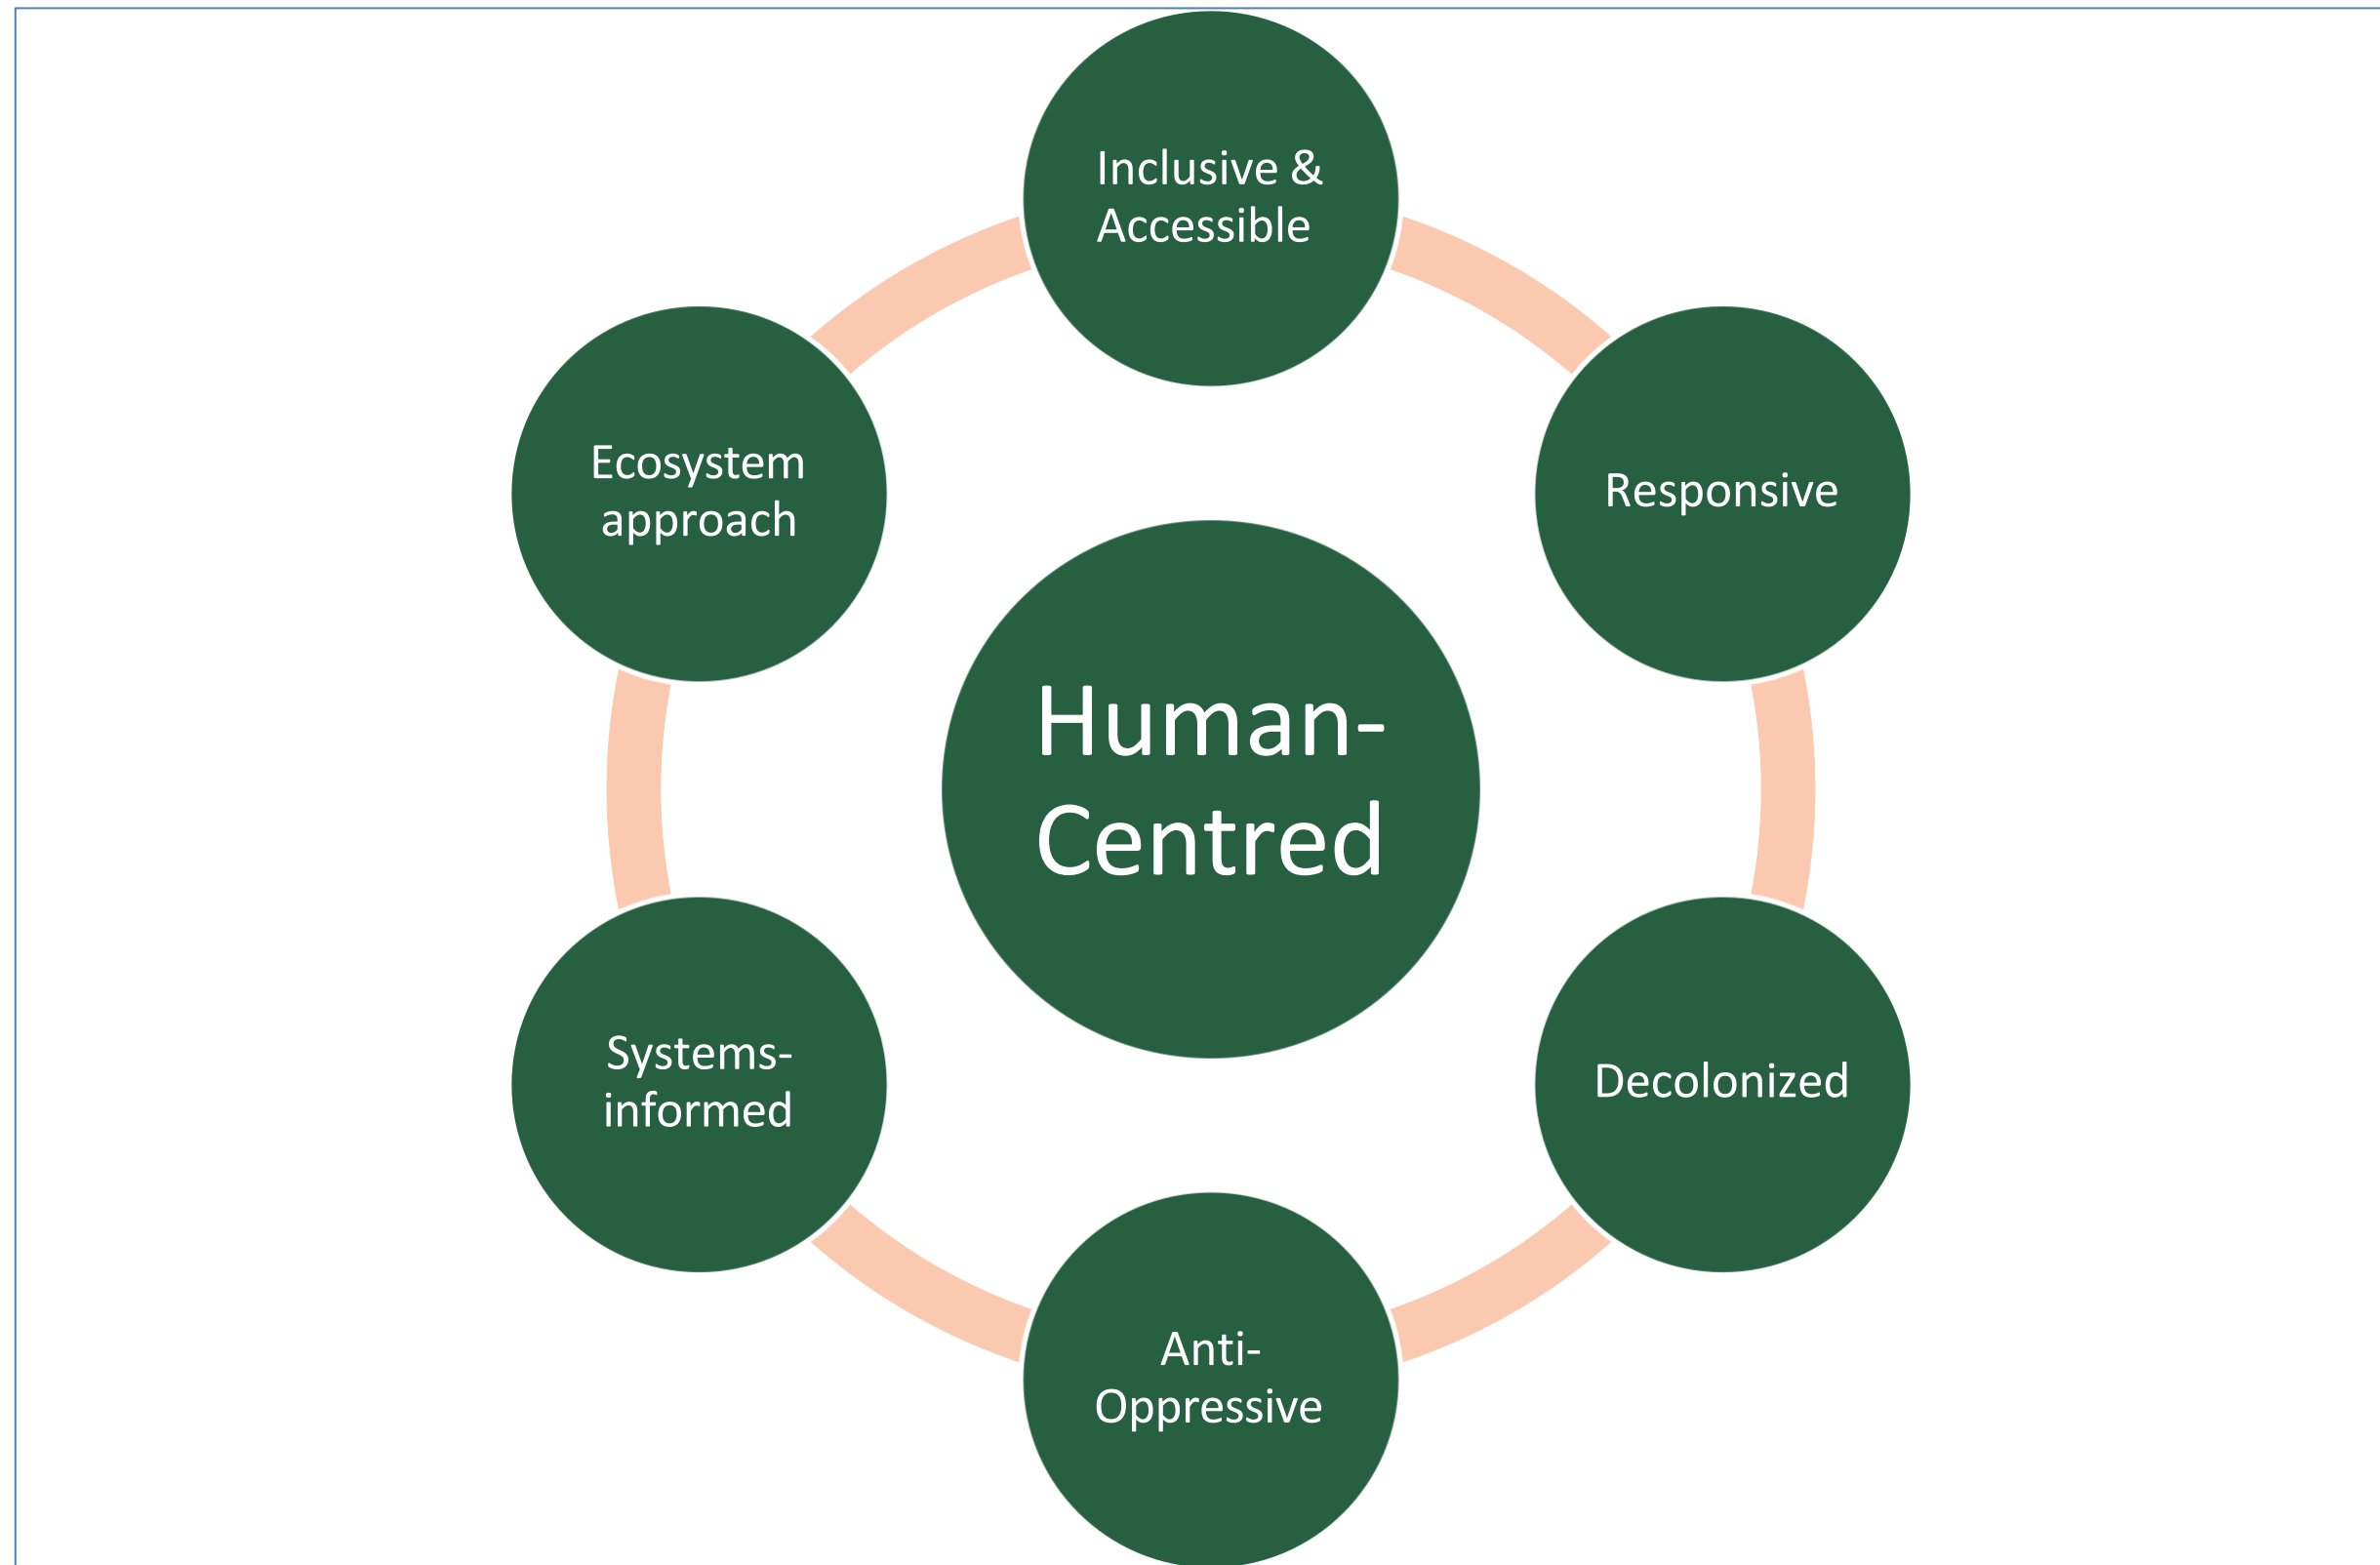 Inclusive &
Accessible
Responsive
Decolonized
Anti-
Oppressive
Systems-
informed
Ecosystem
approach
Human-
Centred